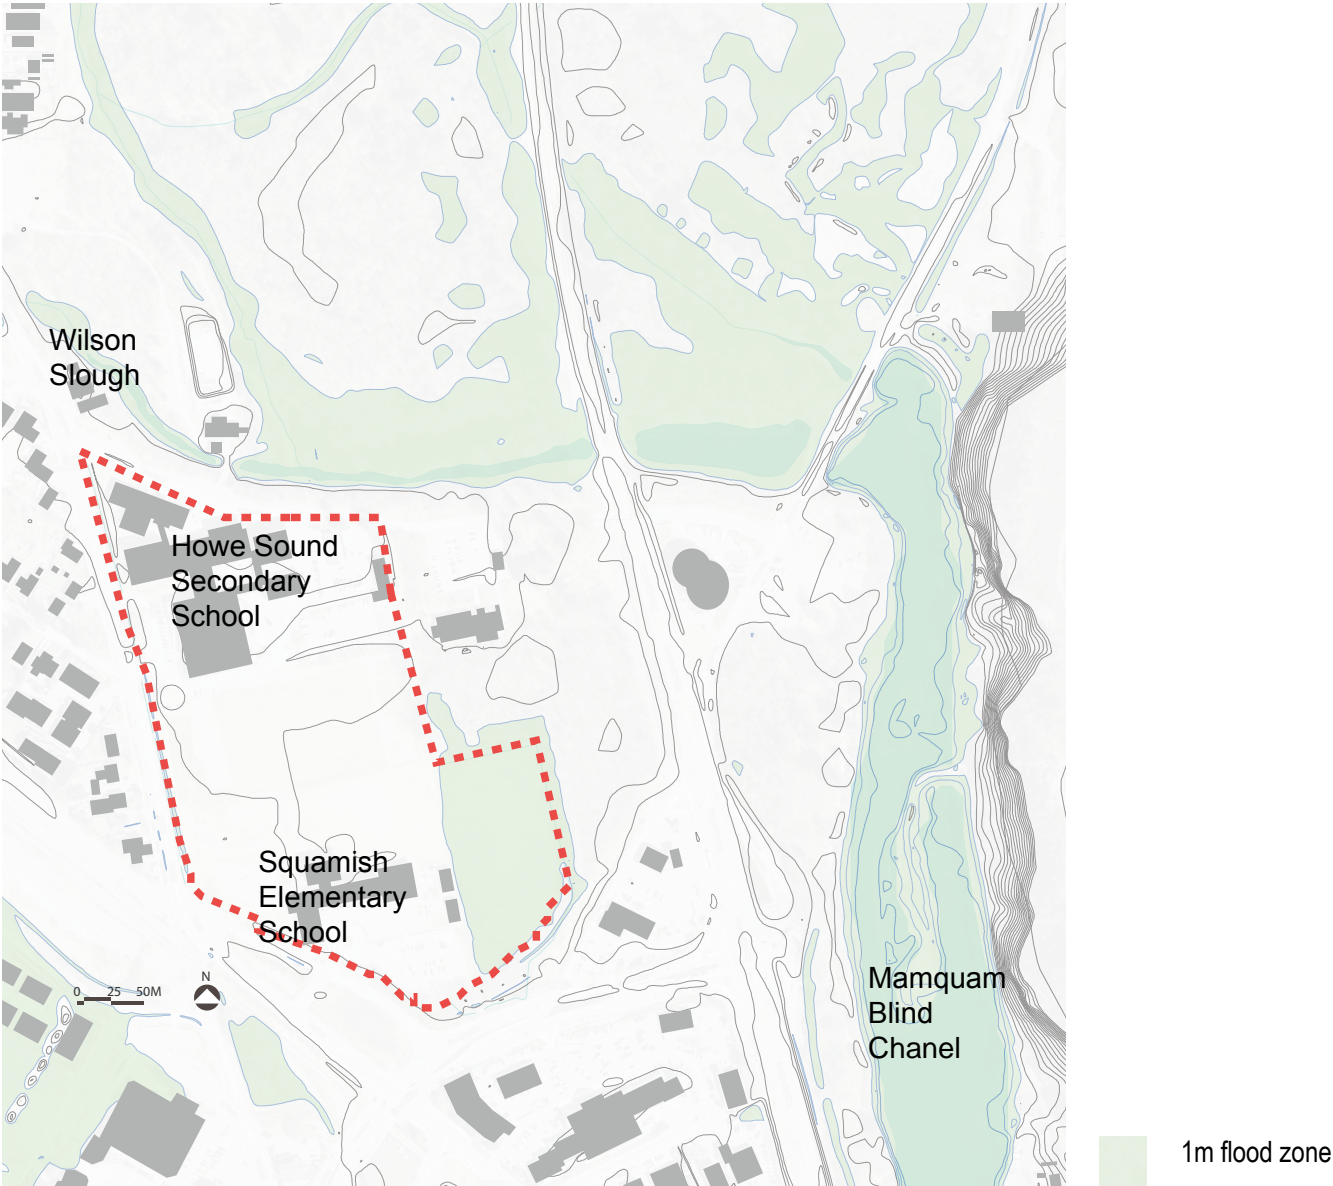 Wilson
Slough
Howe Sound
Secondary
School
Squamish
Elementary
School
N
0 25 50M
Mamquam
Blind
Chanel
1m flood zone